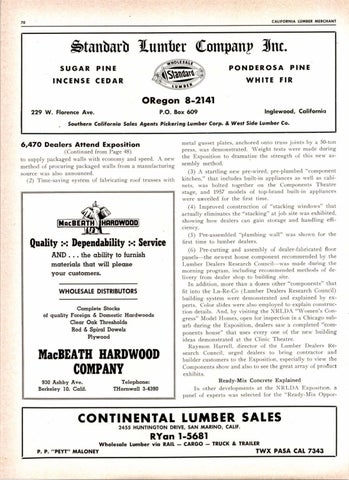 70
CALIFORNIA LUMBER MERCHANT
Standard Lumber Company Inc.
SUGAR PINE
INCENSE CEDAR
WHOLESALE
Standard
LUMBER
PONDEROSA PINE
WHITE FIR
ORegon 8-2141
229 W. Florence Ave.
P.O. Box 609
Inglewood, California
Southern California Sales Agents Pickering Lumber Corp. & West Side Lumber Co.
6,470 Dealers Attend Exposition
(Continued from Page 48)
to supply packaged walls with economy and speed. A new
method of procuring packaged walls from a manufacturing
source was also announced.
(2) Time-saving system of fabricating roof trusses with
MacBEATH HARDWOOD
Quality :-: Dependability :-: Service
AND . . . the ability to furnish
materials that will please
your customers.
WHOLESALE DISTRIBUTORS
Complete Stocks
of quality Foreign & Domestic Hardwoods
Clear Oak Thresholds
Rod & Spiral Dowels
Plywood
MacBEATH HARDWOOD
COMPANY
930 Ashby Ave.
Berkeley 10, Calif.
Telephone:
THornwall 3-4390
metal gusset plates, anchored onto truss joints by a 30-ton
press, was demonstrated. Weight tests were made during
the Exposition to dramatize the strength of this new as-
sembly method.
(3) A startling new pre-wired, pre-plumbed "component
kitchen," that includes built-in appliances as well as cabi-
nets, was bolted together on the Components Theatre
stage, and 1957 models of top-brand built-in appliances
were unveiled for the first time.
(4) Improved construction of "stacking windows" that
actually eliminates the "stacking" at job site was exhibited,
showing how dealers can gain storage and handling effi-
ciency.
(5) Pre-assembled "plumbing wall" was shown for the
first time to lumber dealers.
(6) Pre-cutting and assembly of dealer-fabricated floor
panels—the newest house component recommended by the
Lumber Dealers Research Council—was made during the
morning program, including recommended methods of de-
livery from dealer shop to building site.
In addition, more than a dozen other "components" that
fit into the Lu-Re-Co (Lumber Dealers Research Council)
building system were demonstrated and explained by ex-
perts. Color slides were also employed to explain construc-
tion details. And, by visiting the NRLDA "Women's Con-
gress" Model Homes, open for inspection in a Chicago sub-
urb during the Exposition, dealers saw a completed "com-
ponents house" that uses every one of the new building
ideas demonstrated at the Clinic Theatre.
Raymon Harrell, director of the Lumber Dealers Re-
search Council, urged dealers to bring contractor and
builder customers to the Exposition, especially to view the
Components show and also to see the great array of product
exhibits.
Ready-Mix Concrete Explained
In other developments at the NRLDA Exposition, a
panel of experts was selected for the "Ready-Mix Oppor-
CONTINENTAL LUMBER SALES
2455 HUNTINGTON DRIVE, SAN MARINO, CALIF.
RYan 1-5681
Wholesale Lumber via RAIL - CARGO - TRUCK & TRAILER
P. P. "PEYT" MALONEY
TWX PASA CAL 7343